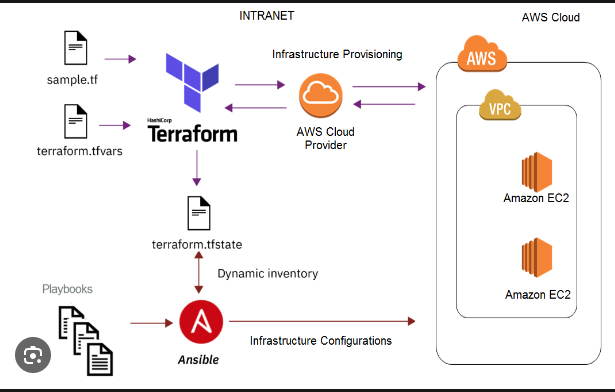 INTRANET
AWS Cloud
sample.tf
Infrastructure Provisioning
AWS
terraform.tfvars
HashiCorp
Terraform
AWS Cloud
Provider
VPC
Amazon EC2
terraform.tfstate
Dynamic inventory
Amazon EC2
Playbooks
Ansible
Infrastructure Configurations